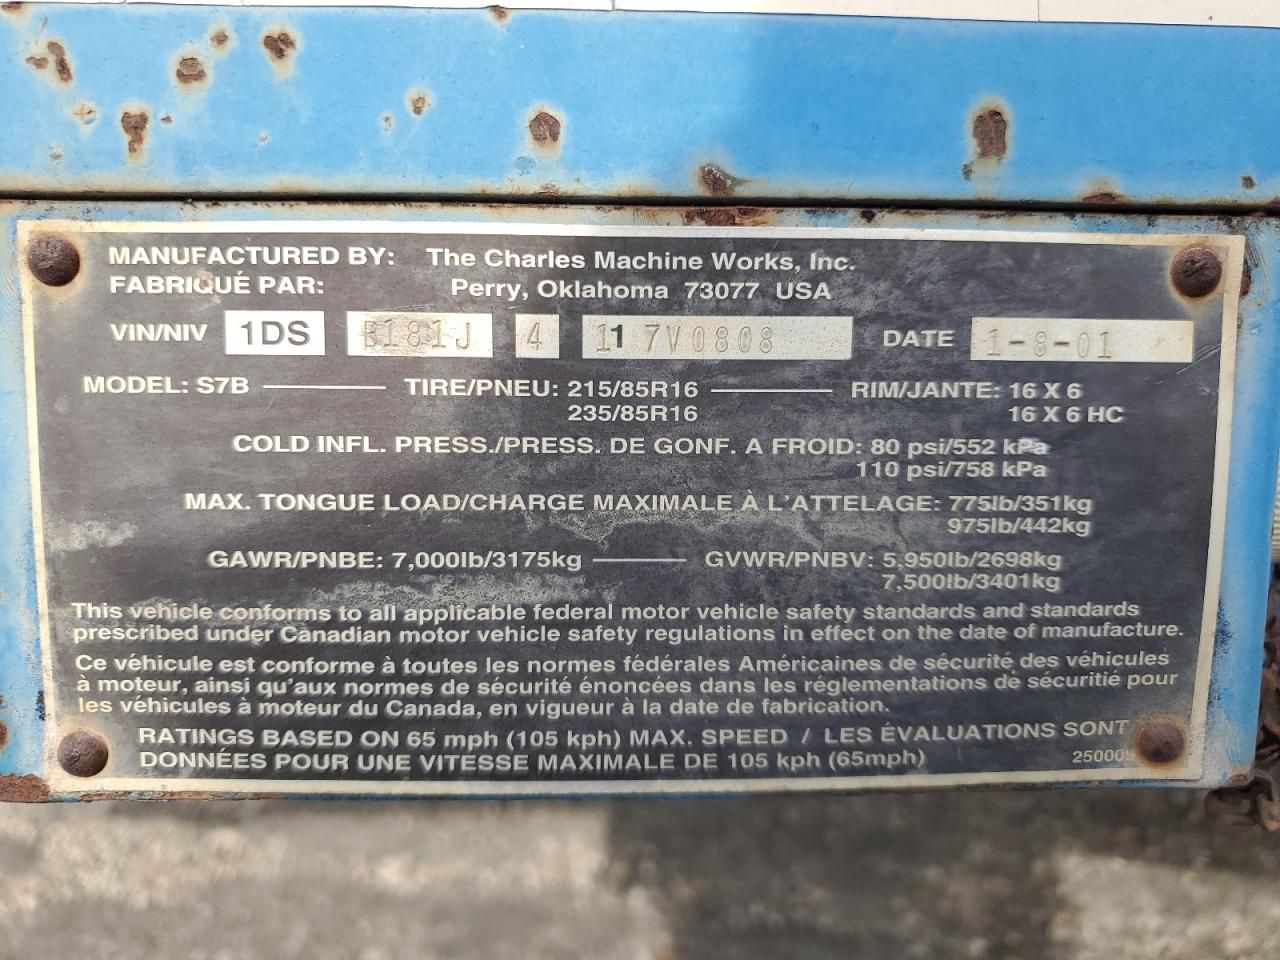 MANUFACTURED BY: The Charles Machine Works, Inc.
FABRIQUÉ PAR: Perry, Oklahoma 73077 USA
VIN/NIV 1DS B181J 4 11 7V0808 DATE 1-8-01
MODEL: S7B TIRE/PNEU: 215/85R16 RIM/JANTE: 16 X 6
235/85R16 16 X 6 HC
COLD INFL. PRESS./PRESS. DE GONF. A FROID: 80 psi/552 kPa
110 psi/758 kPa
MAX. TONGUE LOAD/CHARGE MAXIMALE À L'ATTELAGE: 775lb/351kg
975lb/442kg
GAWR/PNBE: 7,000lb/3175kg GVWR/PNBV: 5,950lb/2698kg
7,500lb/3401kg
This vehicle conforms to all applicable federal motor vehicle safety standards and standards
prescribed under Canadian motor vehicle safety regulations in effect on the date of manufacture.
Ce véhicule est conforme à toutes les normes fédérales Américaines de sécurité des véhicules
à moteur, ainsi qu'aux normes de sécurité énoncées dans les réglementations de sécuritié pour
les véhicules à moteur du Canada, en vigueur à la date de fabrication.
RATINGS BASED ON 65 mph (105 kph) MAX. SPEED / LES ÉVALUATIONS SONT
DONNÉES POUR UNE VITESSE MAXIMALE DE 105 kph (65mph)